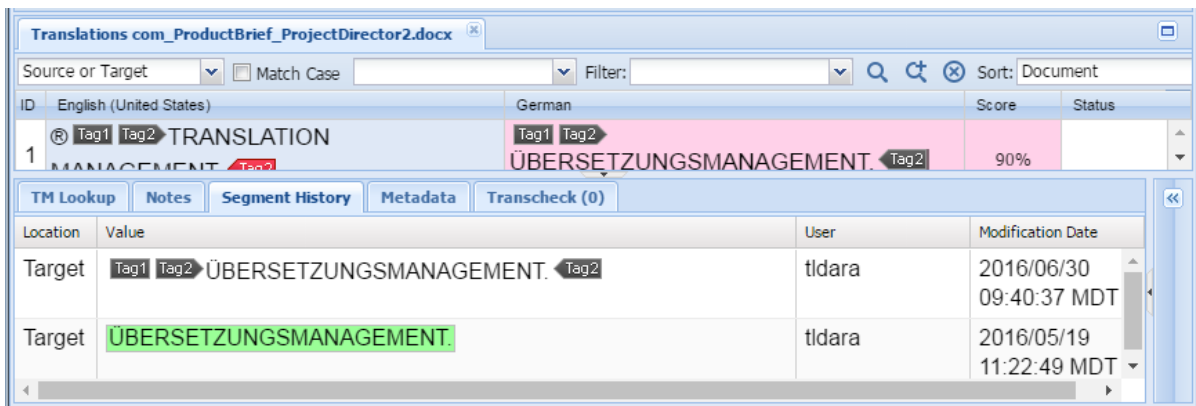 Translations com_ProductBrief_ProjectDirector2.docx
Source or Target Match Case Filter: Sort: Document
ID English (United States) German Score Status
1 ® Tag1 Tag2 TRANSLATION Tag1 Tag2 90%
MANAGEMENT. Tag2 ÜBERSETZUNGSMANAGEMENT. Tag2
TM Lookup Notes Segment History Metadata Transcheck (0)
Location Value User Modification Date
Target Tag1 Tag2 ÜBERSETZUNGSMANAGEMENT. Tag2 tldara 2016/06/30
09:40:37 MDT
Target ÜBERSETZUNGSMANAGEMENT. tldara 2016/05/19
11:22:49 MDT